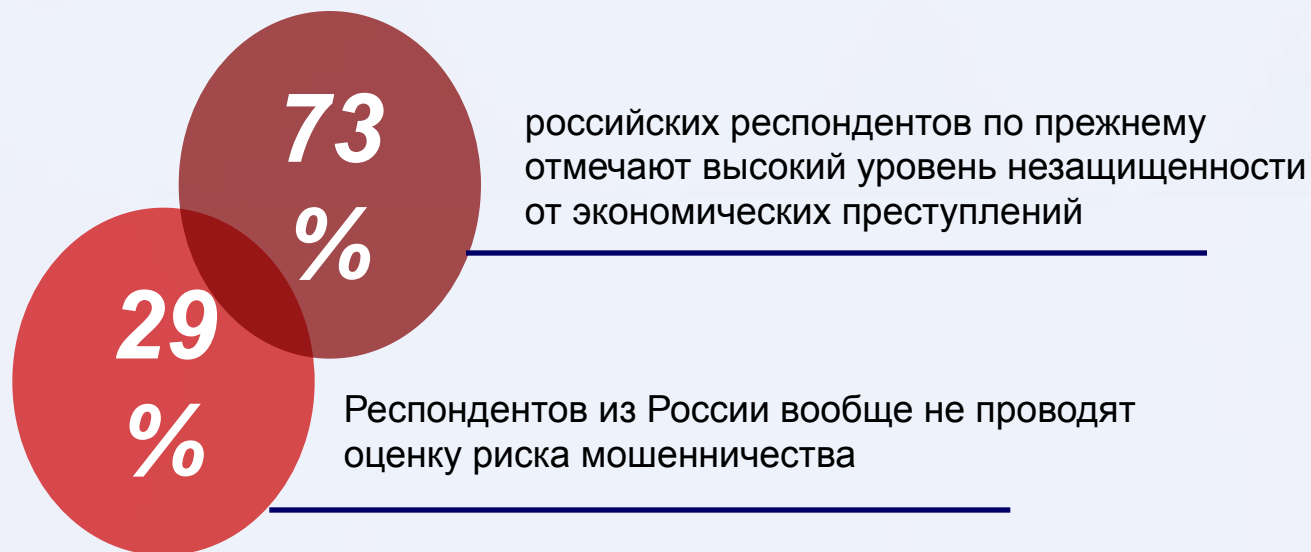 73
%
российских респондентов по прежнему
отмечают высокий уровень незащищенности
от экономических преступлений
29
%
Респондентов из России вообще не проводят
оценку риска мошенничества